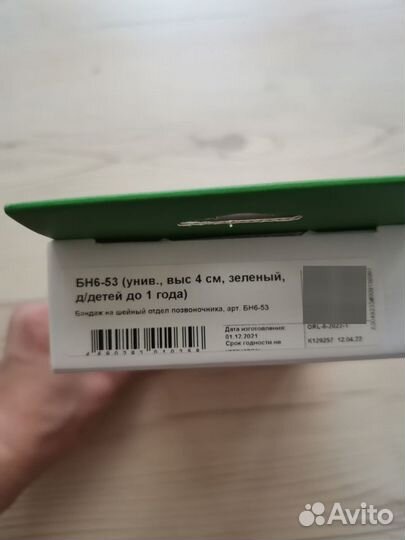 БН6-53 (унив., выс 4 см, зеленый,
д/детей до 1 года)
Бандаж на шейный отдел позвоночника, арт. БН6-53
Дата изготовления:
01.12.2021
Срок годности не
ORL-8-2022-1
K129257 12.04.22
Avito